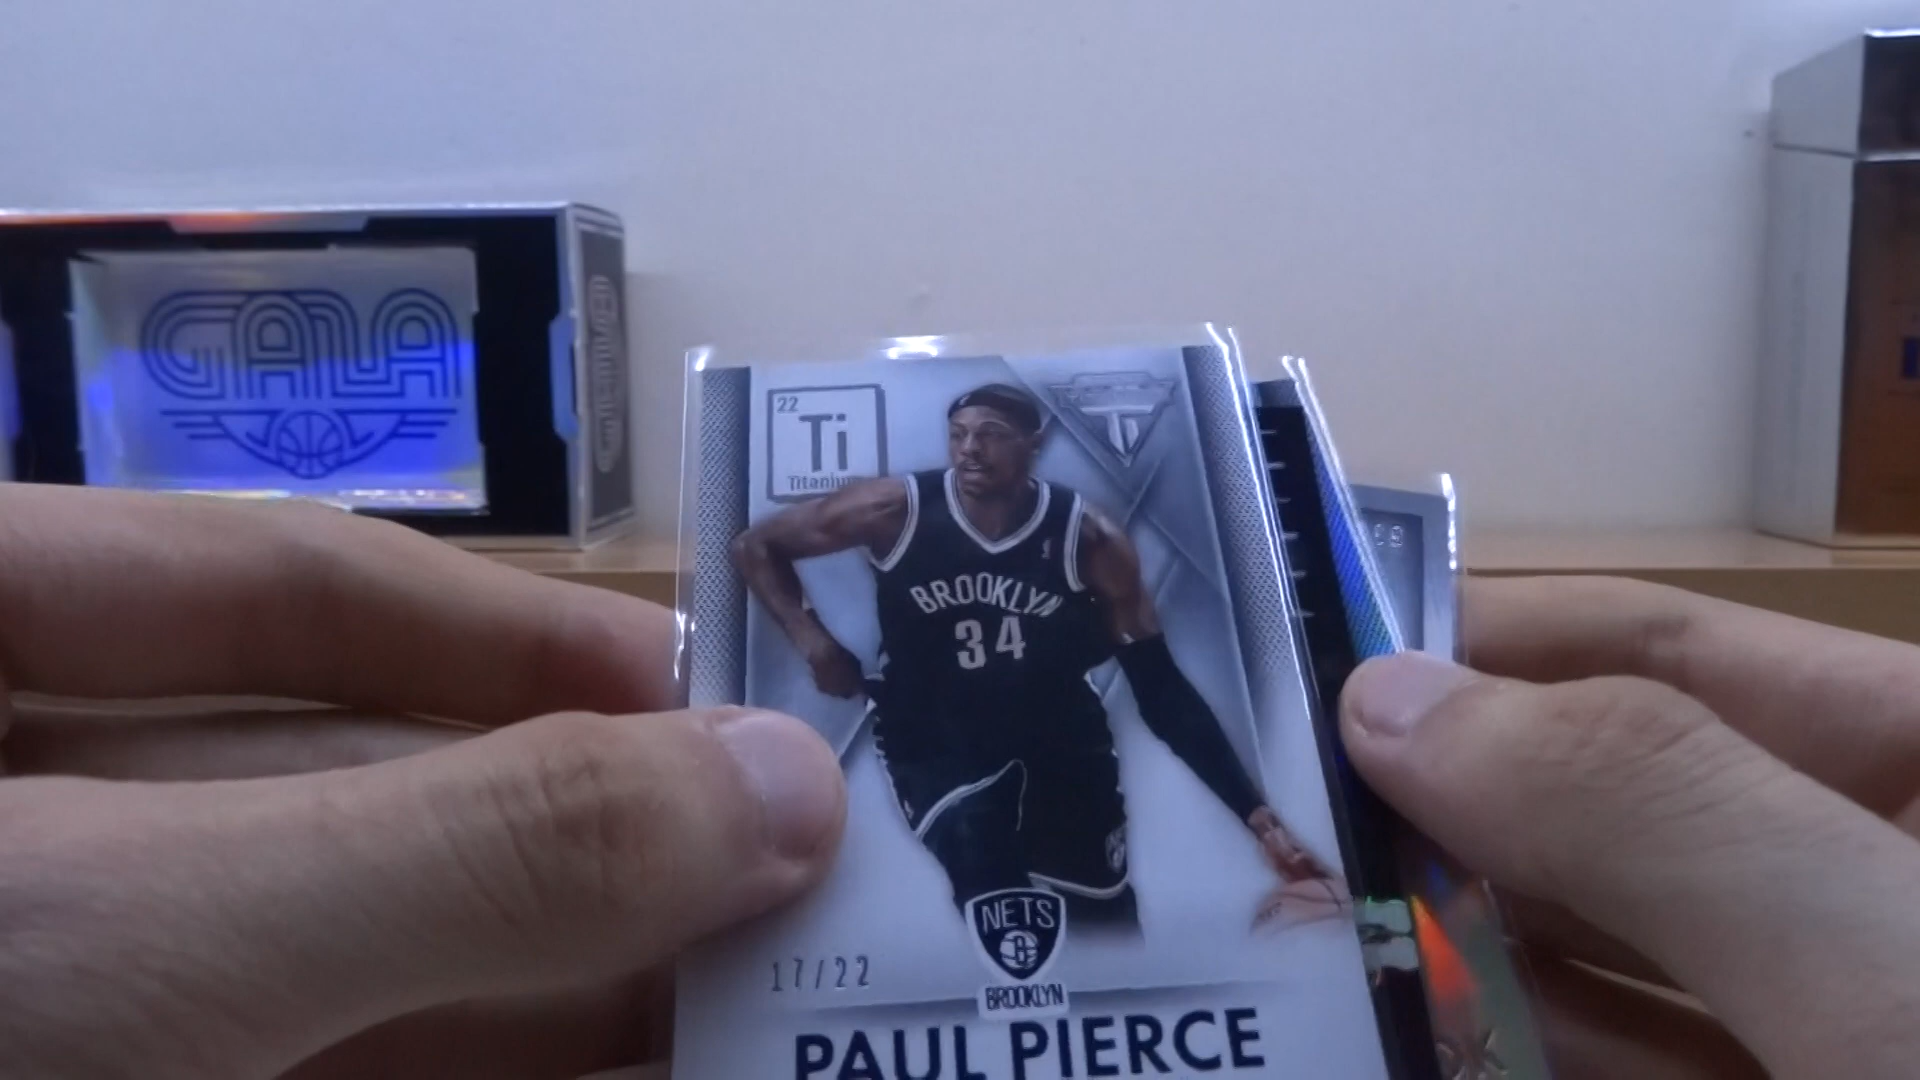 GALA
22
Ti
Titanium
BROOKLYN
34
NETS
B
BROOKLYN
17/22
PAUL PIERCE